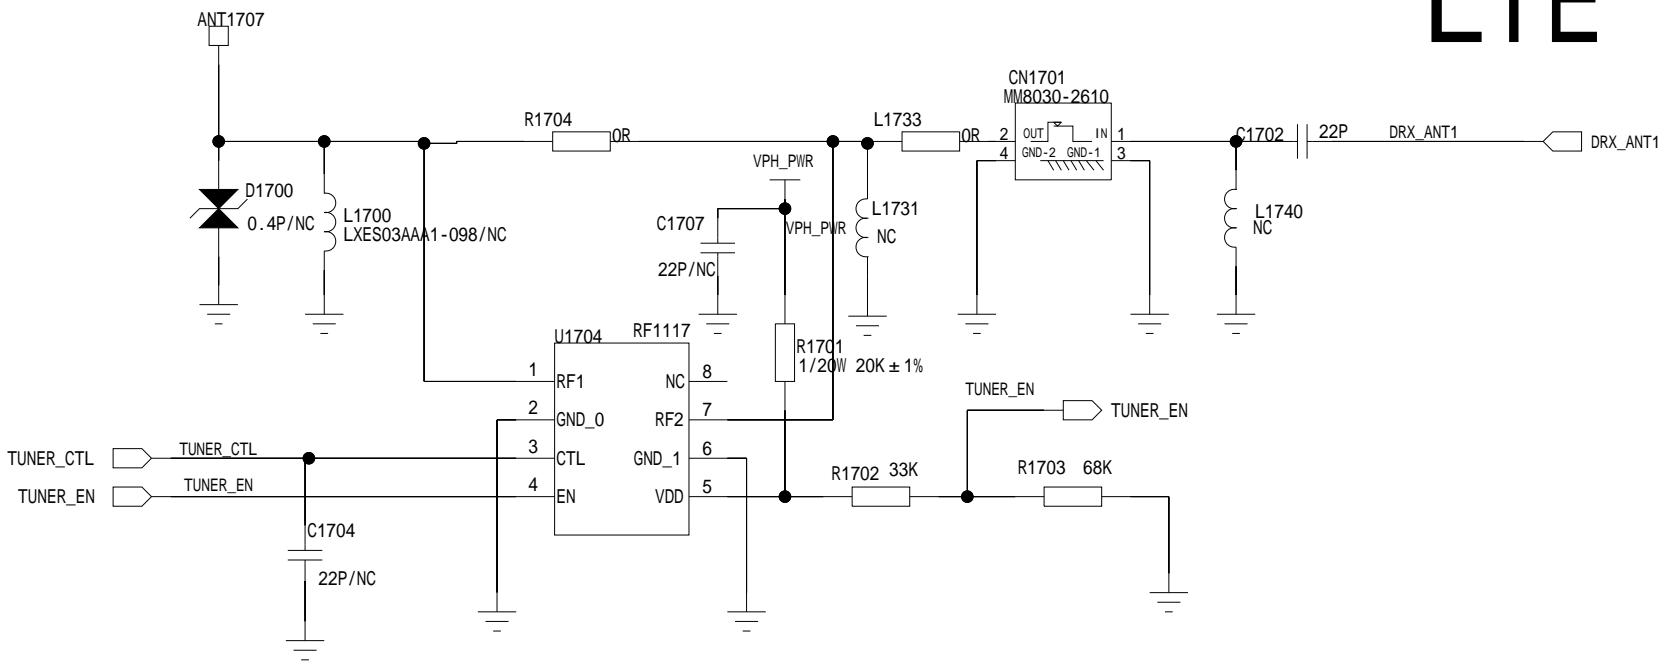 LTE
ANT1707
CN1701
MM8030-2610
R1704
0R
L1733
0R
2
OUT
IN
1
4
GND-2
GND-1
3
C1702
22P
DRX_ANT1
DRX_ANT1
VPH_PWR
D1700
0.4P/NC
L1700
LXES03AAA1-098/NC
C1707
22P/NC
VPH_PWR
L1731
NC
L1740
NC
U1704
RF1117
R1701
1/20W 20K±1%
1
RF1
NC
8
2
GND_0
RF2
7
TUNER_EN
TUNER_EN
TUNER_CTL
TUNER_CTL
3
CTL
GND_1
6
TUNER_EN
TUNER_EN
4
EN
VDD
5
R1702
33K
R1703
68K
C1704
22P/NC